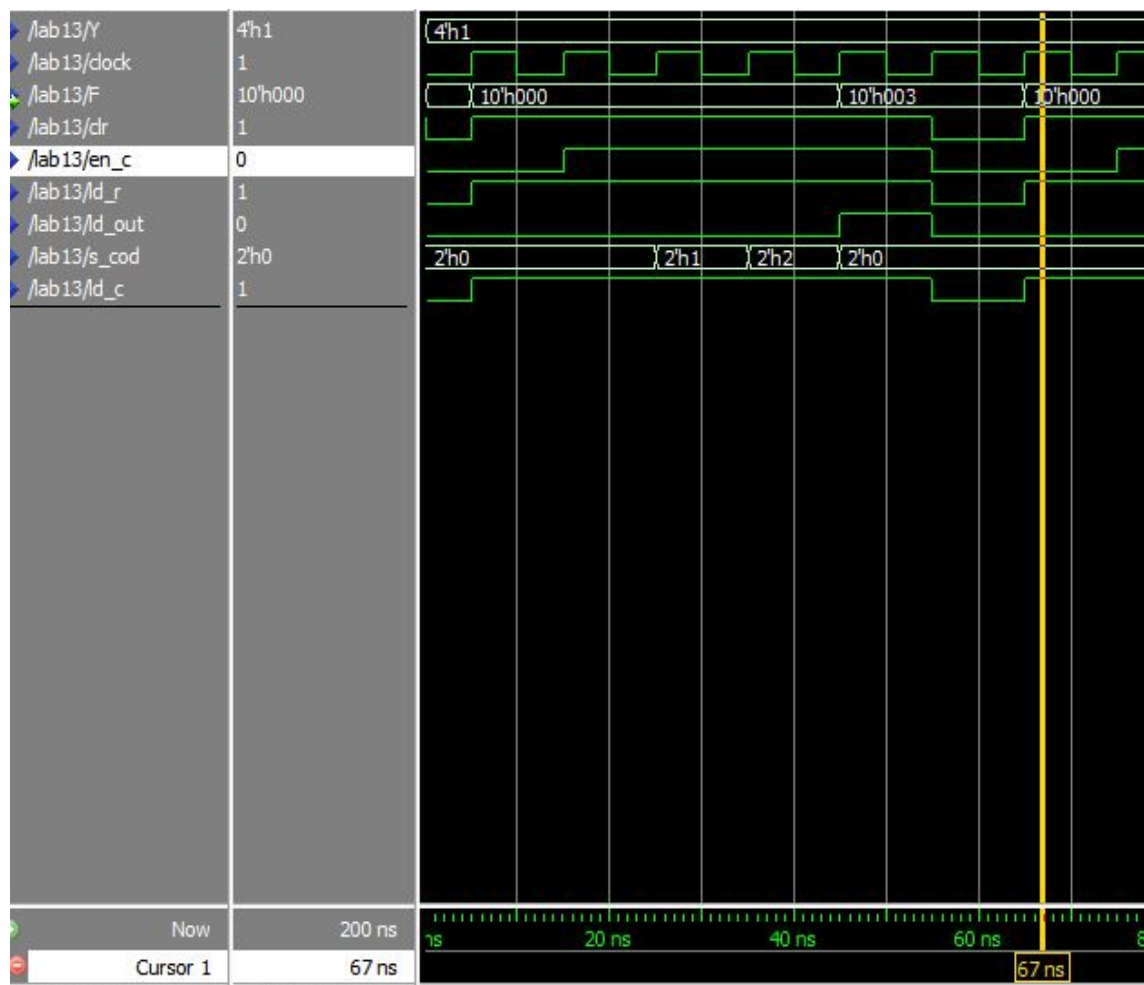 /lab13/Y 4'h1 4'h1
/lab13/clock 1
/lab13/F 10'h000 10'h000 10'h003 10'h000
/lab13/clr 1
/lab13/en_c 0
/lab13/ld_r 1
/lab13/ld_out 0
/lab13/s_cod 2'h0 2'h0 2'h1 2'h2 2'h0
/lab13/ld_c 1
Now 200 ns ns 20 ns 40 ns 60 ns
Cursor 1 67 ns 67 ns